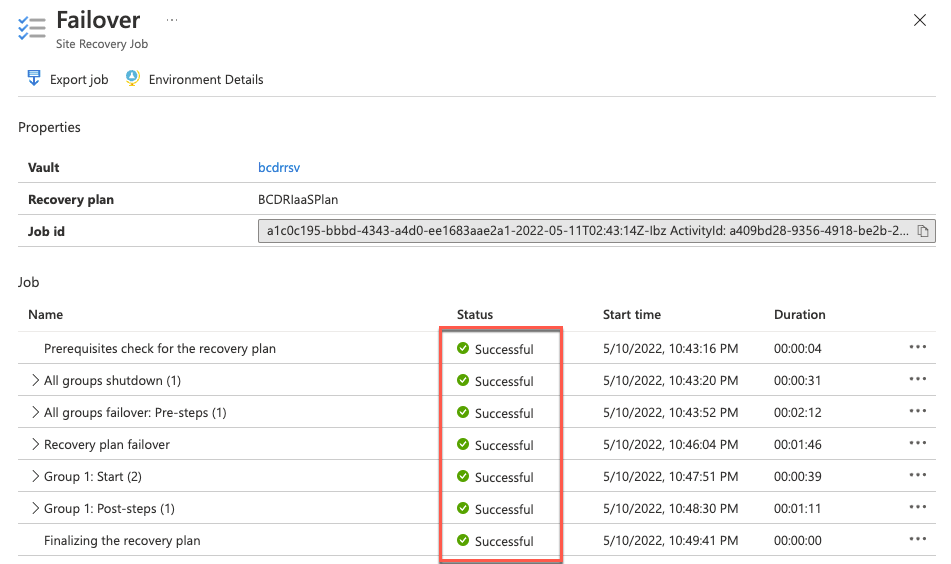 Failover ...
Site Recovery Job
Export job Environment Details
Properties
Vault bcdrrsv
Recovery plan BCDRIaaSPlan
Job id a1c0c195-bbbd-4343-a4d0-ee1683aae2a1-2022-05-11T02:43:14Z-Ibz ActivityId: a409bd28-9356-4918-be2b-2...
Job
Name Status Start time Duration
Prerequisites check for the recovery plan Successful 5/10/2022, 10:43:16 PM 00:00:04 ...
All groups shutdown (1) Successful 5/10/2022, 10:43:20 PM 00:00:31 ...
All groups failover: Pre-steps (1) Successful 5/10/2022, 10:43:52 PM 00:02:12 ...
Recovery plan failover Successful 5/10/2022, 10:46:04 PM 00:01:46 ...
Group 1: Start (2) Successful 5/10/2022, 10:47:51 PM 00:00:39 ...
Group 1: Post-steps (1) Successful 5/10/2022, 10:48:30 PM 00:01:11 ...
Finalizing the recovery plan Successful 5/10/2022, 10:49:41 PM 00:00:00 ...